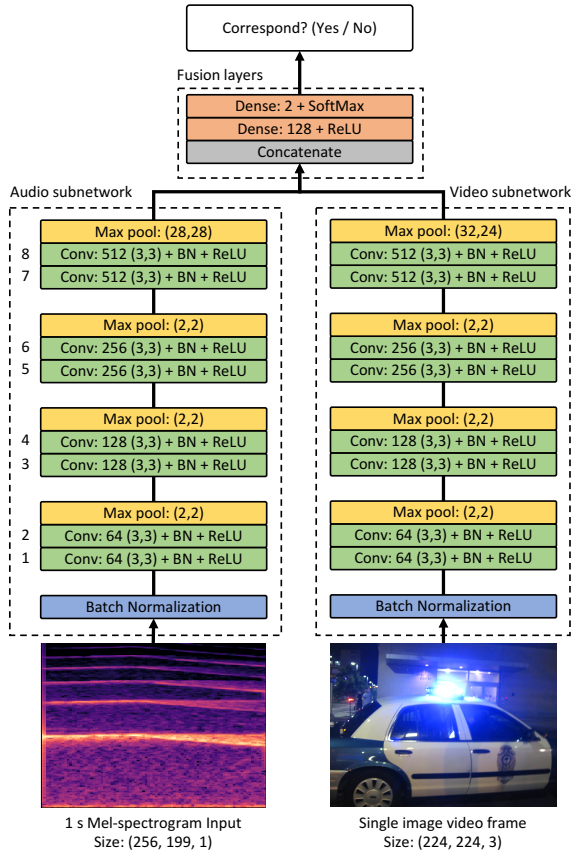 Correspond? (Yes / No)
Fusion layers
Dense: 2 + SoftMax
Dense: 128 + ReLU
Concatenate
Audio subnetwork
Max pool: (28,28)
8 Conv: 512 (3,3) + BN + ReLU
7 Conv: 512 (3,3) + BN + ReLU
Max pool: (2,2)
6 Conv: 256 (3,3) + BN + ReLU
5 Conv: 256 (3,3) + BN + ReLU
Max pool: (2,2)
4 Conv: 128 (3,3) + BN + ReLU
3 Conv: 128 (3,3) + BN + ReLU
Max pool: (2,2)
2 Conv: 64 (3,3) + BN + ReLU
1 Conv: 64 (3,3) + BN + ReLU
Batch Normalization
1 s Mel-spectrogram Input
Size: (256, 199, 1)
Video subnetwork
Max pool: (32,24)
Conv: 512 (3,3) + BN + ReLU
Conv: 512 (3,3) + BN + ReLU
Max pool: (2,2)
Conv: 256 (3,3) + BN + ReLU
Conv: 256 (3,3) + BN + ReLU
Max pool: (2,2)
Conv: 128 (3,3) + BN + ReLU
Conv: 128 (3,3) + BN + ReLU
Max pool: (2,2)
Conv: 64 (3,3) + BN + ReLU
Conv: 64 (3,3) + BN + ReLU
Batch Normalization
Single image video frame
Size: (224, 224, 3)